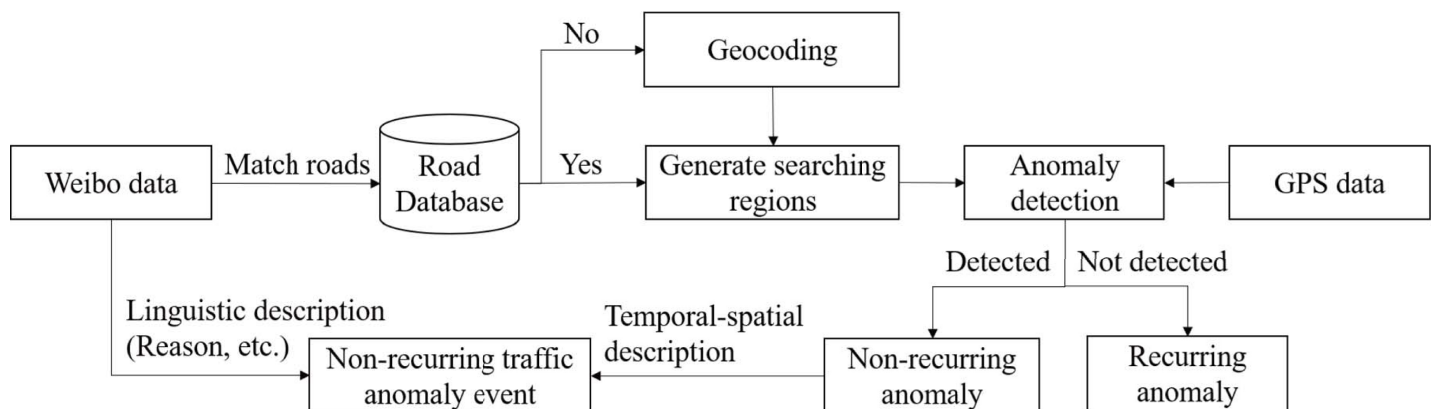 No
Geocoding
Weibo data
Match roads
Road
Database
Yes
Generate searching
regions
Anomaly
detection
GPS data
Detected
Not detected
Linguistic description
(Reason, etc.)
Non-recurring traffic
anomaly event
Temporal-spatial
description
Non-recurring
anomaly
Recurring
anomaly